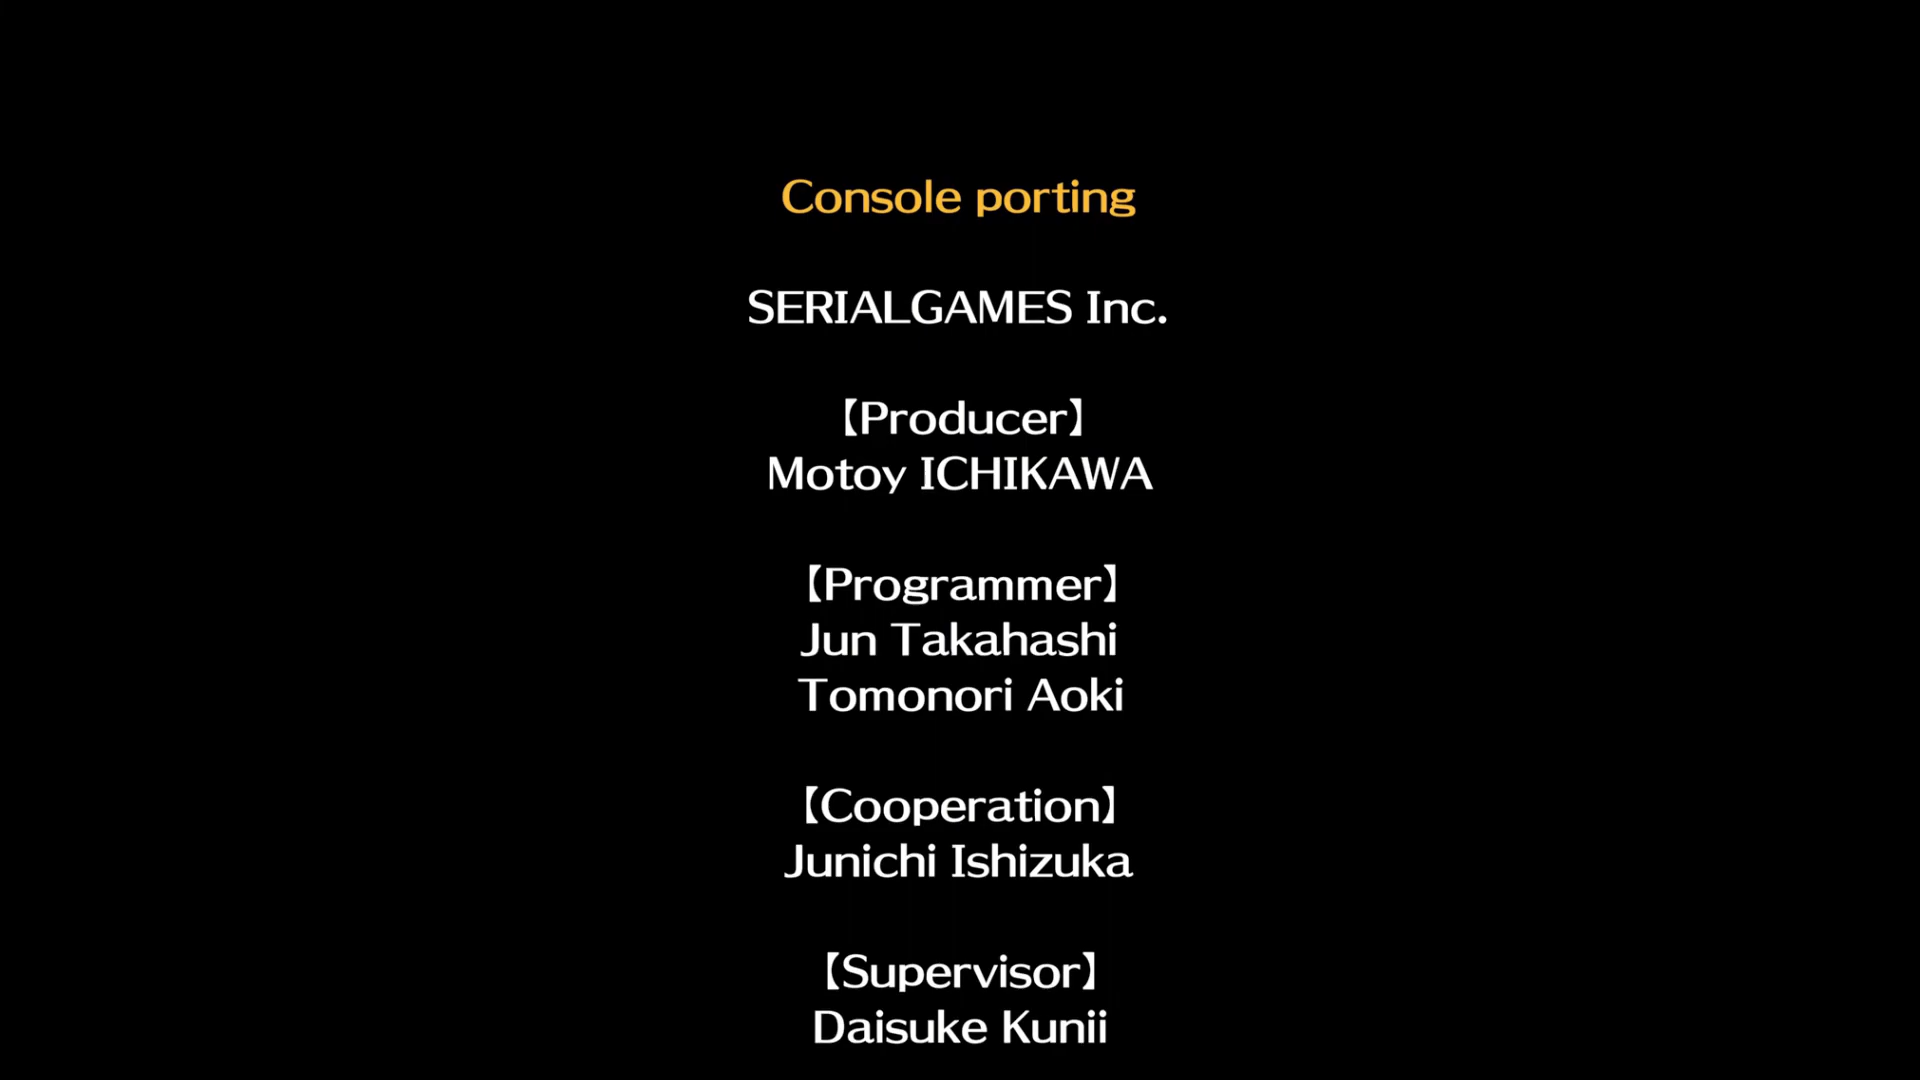 Console porting
SERIALGAMES Inc.
【Producer】
Motoy ICHIKAWA
【Programmer】
Jun Takahashi
Tomonori Aoki
【Cooperation】
Junichi Ishizuka
【Supervisor】
Daisuke Kunii